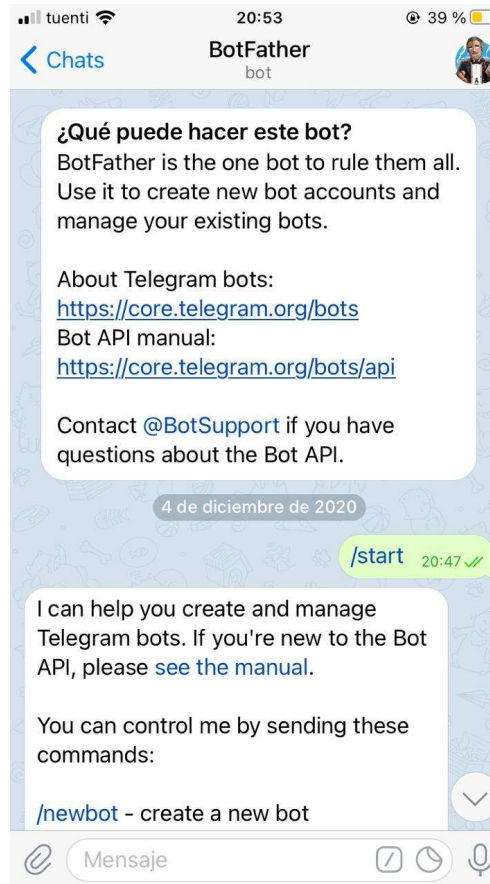 tuenti 20:53 39 %
Chats BotFather
bot
¿Qué puede hacer este bot?
BotFather is the one bot to rule them all.
Use it to create new bot accounts and
manage your existing bots.
About Telegram bots:
https://core.telegram.org/bots
Bot API manual:
https://core.telegram.org/bots/api
Contact @BotSupport if you have
questions about the Bot API.
4 de diciembre de 2020
/start 20:47
I can help you create and manage
Telegram bots. If you're new to the Bot
API, please see the manual.
You can control me by sending these
commands:
/newbot - create a new bot
Mensaje